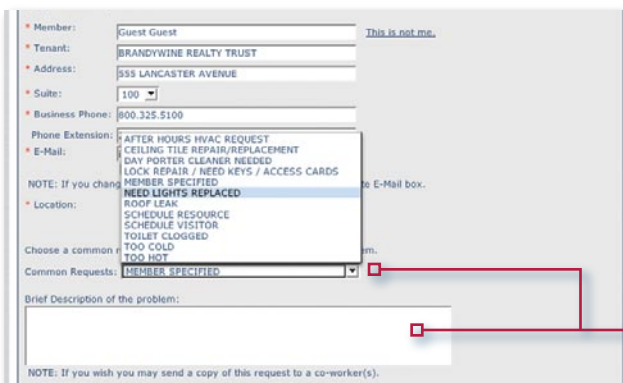 * Member: Guest Guest This is not me.
* Tenant: BRANDYWINE REALTY TRUST
* Address: 555 LANCASTER AVENUE
* Suite: 100
* Business Phone: 800.325.5100
Phone Extension:
AFTER HOURS HVAC REQUEST
* E-Mail:
CEILING TILE REPAIR/REPLACEMENT
DAY PORTER CLEANER NEEDED
LOCK REPAIR / NEED KEYS / ACCESS CARDS
MEMBER SPECIFIED
NOTE: If you chang
te E-Mail box.
NEED LIGHTS REPLACED
* Location:
ROOF LEAK
SCHEDULE RESOURCE
SCHEDULE VISITOR
TOILET CLOGGED
TOO COLD
Choose a common r
em.
TOO HOT
Common Requests: MEMBER SPECIFIED
Brief Description of the problem:
NOTE: If you wish you may send a copy of this request to a co-worker(s).